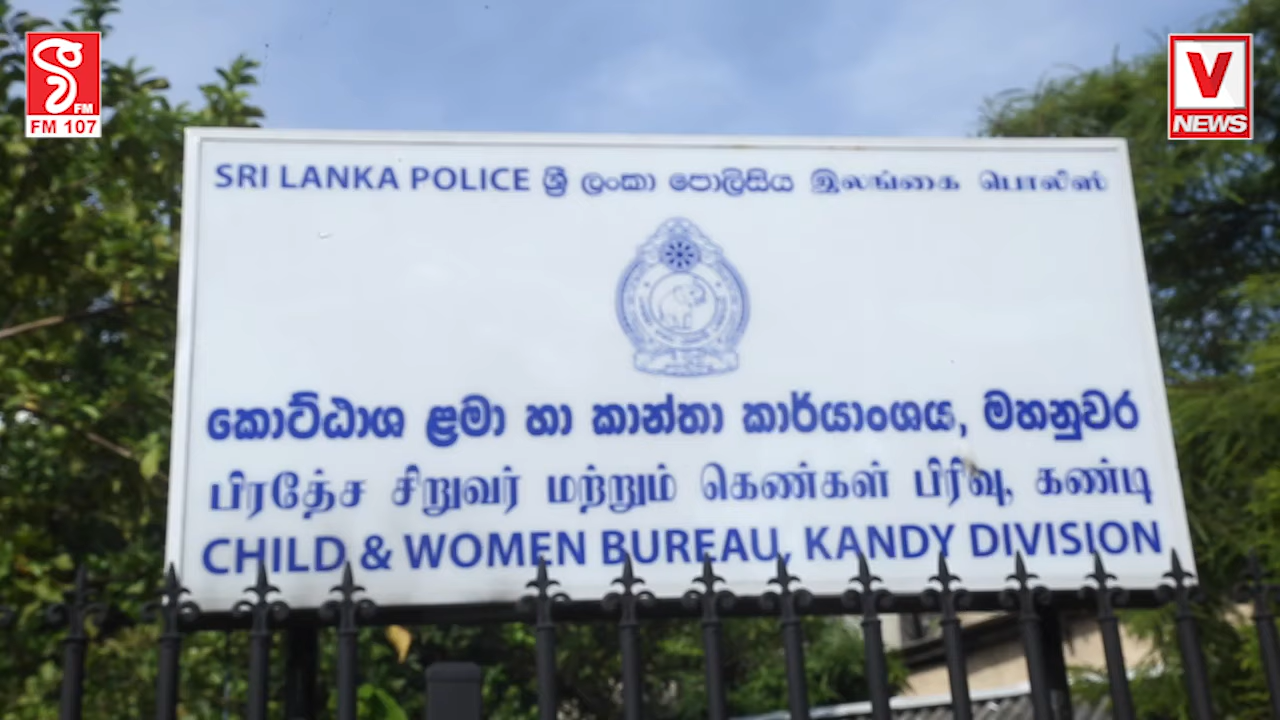 FM
FM 107
V
NEWS
SRI LANKA POLICE ශ්‍රී ලංකා පොලිසිය இலங்கை பொலிஸ்
කොට්ඨාශ ළමා හා කාන්තා කාර්යාංශය, මහනුවර
பிரதேச சிறுவர் மற்றும் கெண்கள் பிரிவு, கண்டி
CHILD & WOMEN BUREAU, KANDY DIVISION